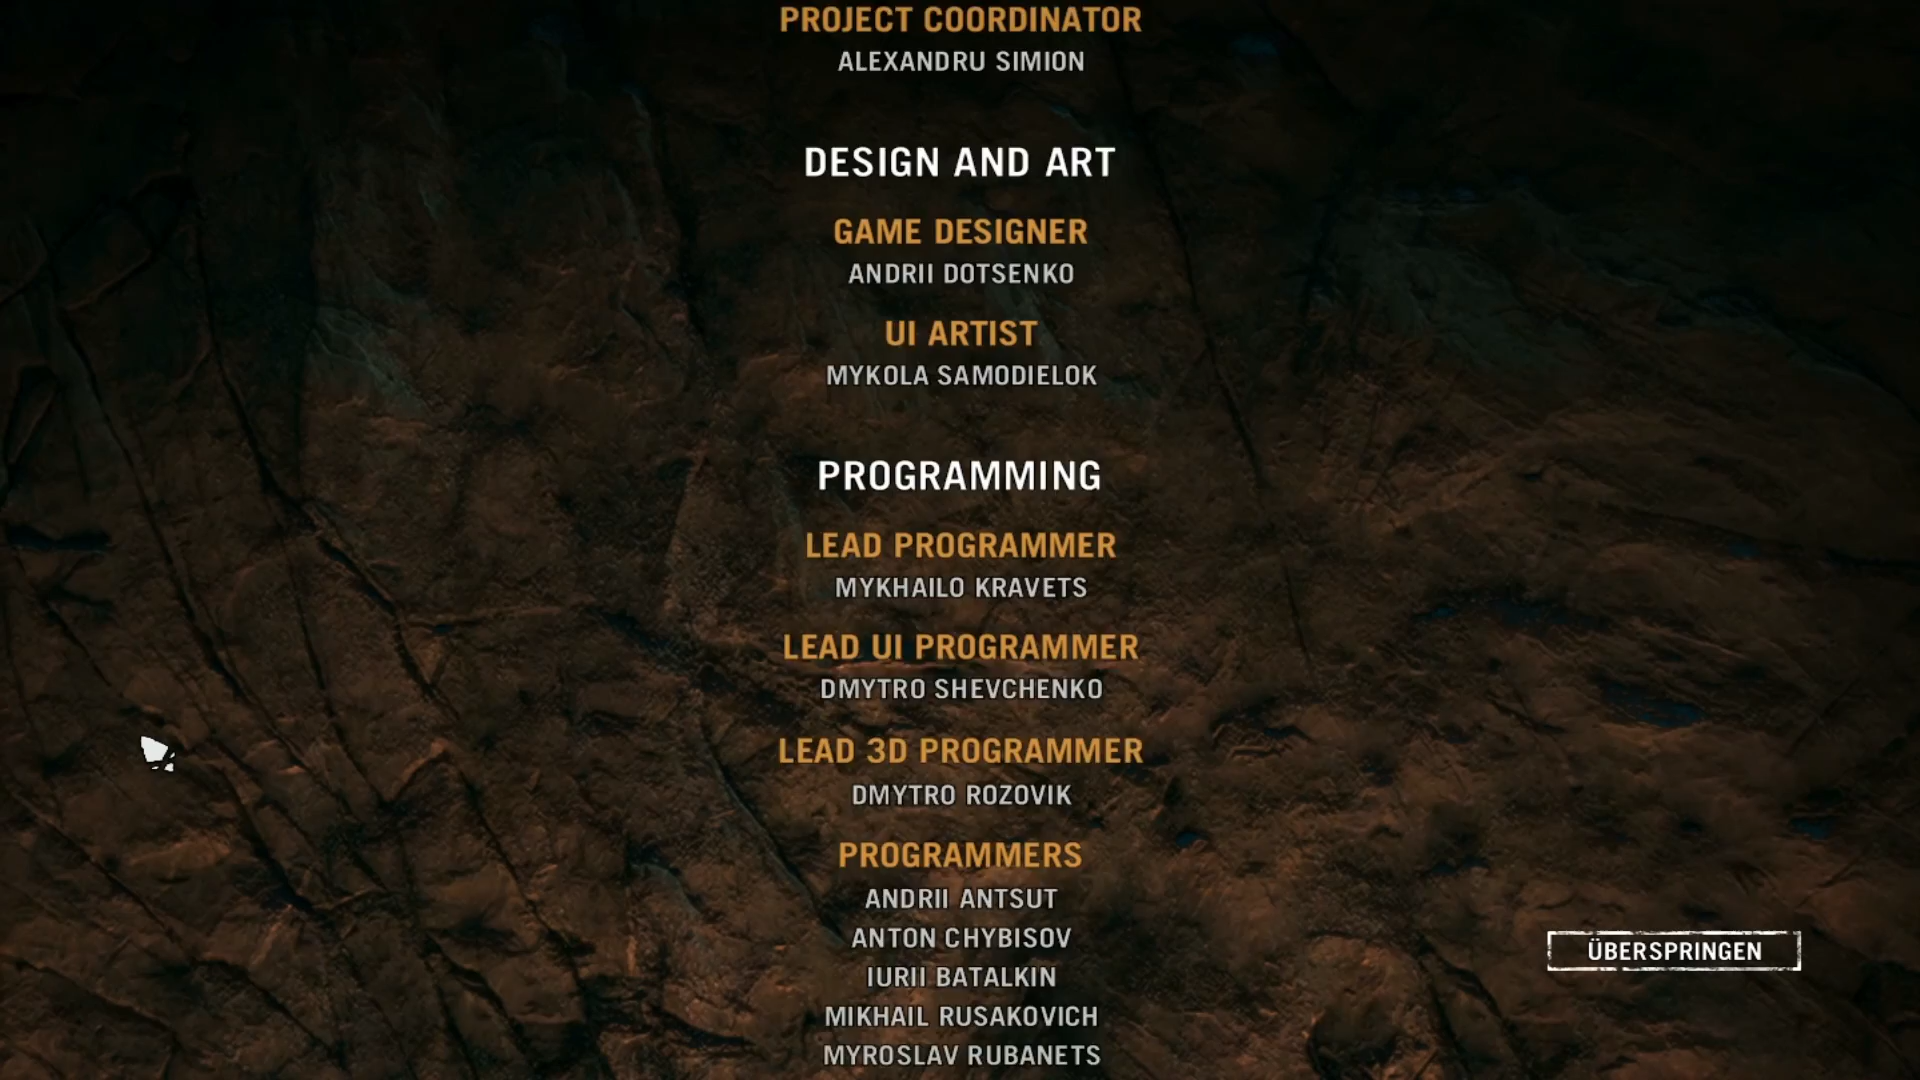 PROJECT COORDINATOR
ALEXANDRU SIMION
DESIGN AND ART
GAME DESIGNER
ANDRII DOTSENKO
UI ARTIST
MYKOLA SAMODIELOK
PROGRAMMING
LEAD PROGRAMMER
MYKHAILO KRAVETS
LEAD UI PROGRAMMER
DMYTRO SHEVCHENKO
LEAD 3D PROGRAMMER
DMYTRO ROZOVIK
PROGRAMMERS
ANDRII ANTSUT
ANTON CHYBISOV
ÜBERSPRINGEN
IURII BATALKIN
MIKHAIL RUSAKOVICH
MYROSLAV RUBANETS